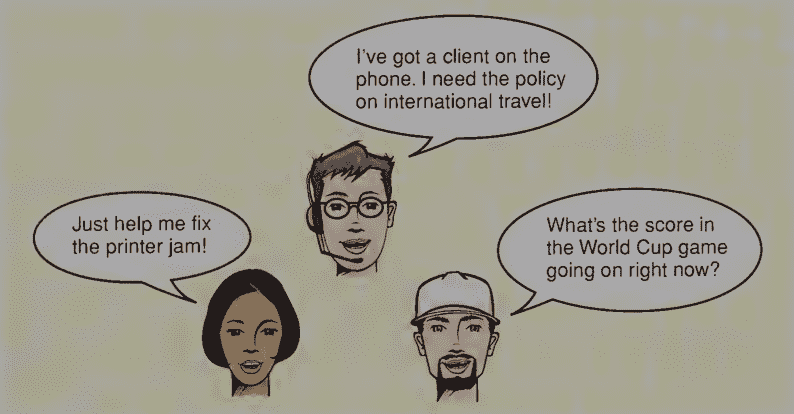 I've got a client on the
phone. I need the policy
on international travel!
Just help me fix
the printer jam!
What's the score in
the World Cup game
going on right now?